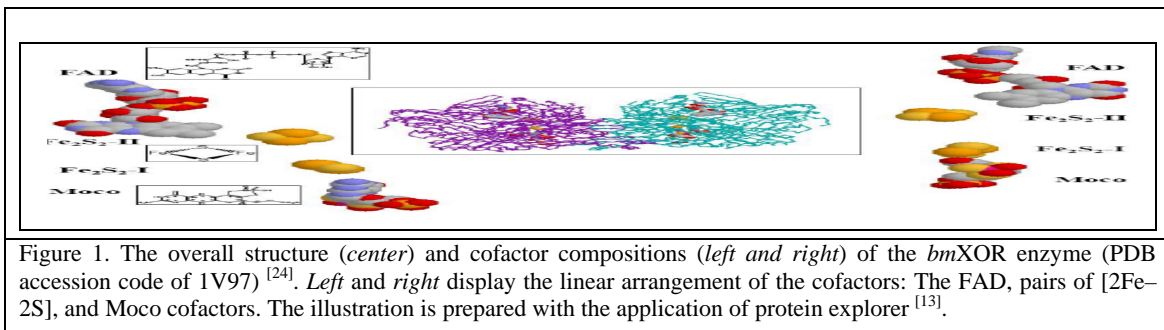 FAD
Fe₂S₂-II
Fe₂S₂-I
Moco
FAD
Fe₂S₂-II
Fe₂S₂-I
Moco
Figure 1. The overall structure (center) and cofactor compositions (left and right) of the bmXOR enzyme (PDB
accession code of 1V97) [24]. Left and right display the linear arrangement of the cofactors: The FAD, pairs of [2Fe–
2S], and Moco cofactors. The illustration is prepared with the application of protein explorer [13].